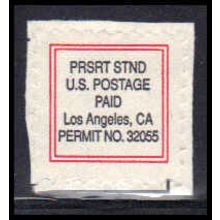 PRSRT STND
U.S. POSTAGE
PAID
Los Angeles, CA
PERMIT NO. 32055